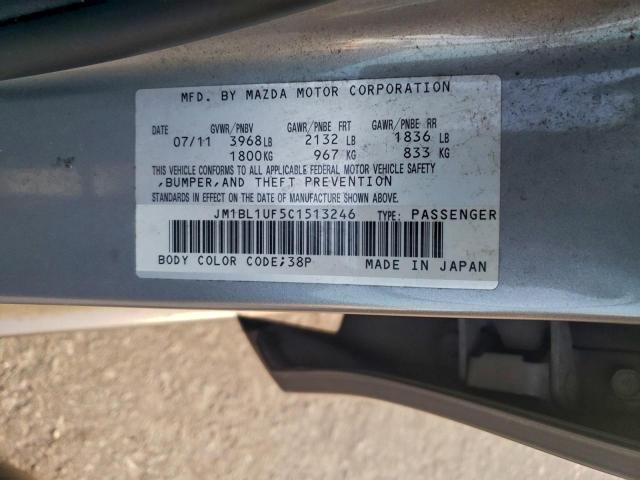 MFD. BY MAZDA MOTOR CORPORATION
DATE GVWR/PNBV GAWR/PNBE FRT GAWR/PNBE RR
07/11 3968 LB 2132 LB 1836 LB
1800 KG 967 KG 833 KG
THIS VEHICLE CONFORMS TO ALL APPLICABLE FEDERAL MOTOR VEHICLE SAFETY
,BUMPER,AND THEFT PREVENTION
STANDARDS IN EFFECT ON THE DATE OF MANUFACTURE SHOWN ABOVE.
JM1BL1UF5C1513246 TYPE: PASSENGER
BODY COLOR CODE;38P MADE IN JAPAN